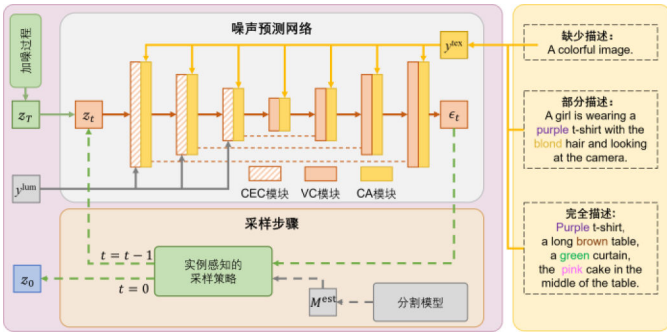 加噪过程
噪声预测网络
y^tex
z_T
z_t
ϵ_t
y^lum
CEC模块
VC模块
CA模块
采样步骤
t = t − 1
t = 0
实例感知的
采样策略
z_0
M^est
分割模型
缺少描述:
A colorful image.
部分描述:
A girl is wearing a
purple t-shirt with the
blond hair and looking
at the camera.
完全描述:
Purple t-shirt,
a long brown table,
a green curtain,
the pink cake in the
middle of the table.